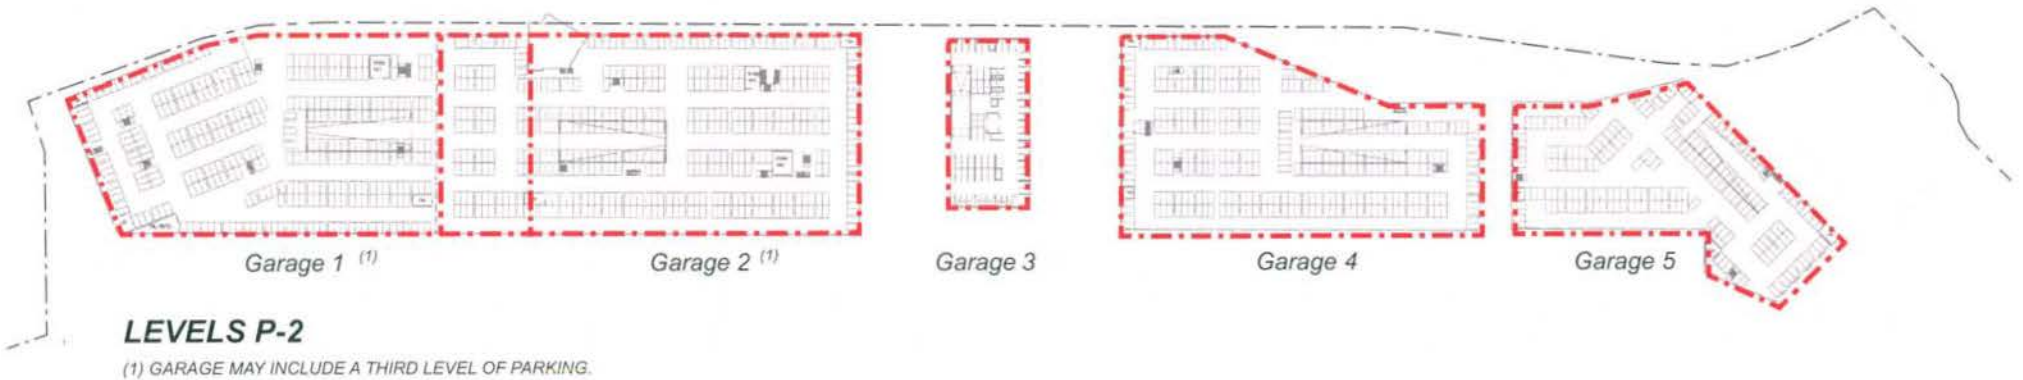 Garage 1 (1)
Garage 2 (1)
Garage 3
Garage 4
Garage 5
LEVELS P-2
(1) GARAGE MAY INCLUDE A THIRD LEVEL OF PARKING.